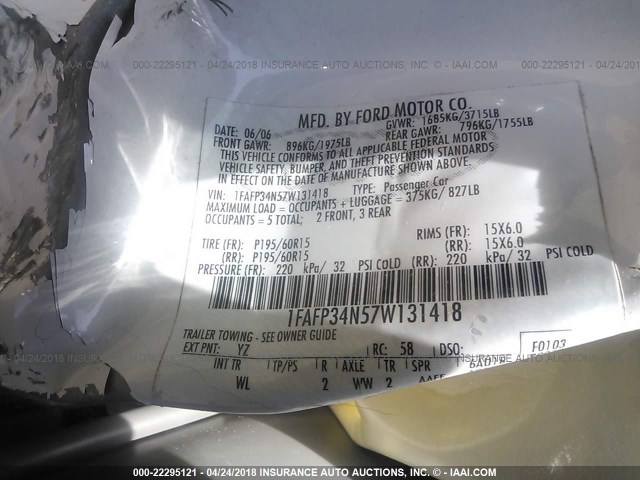 000-22295121 - 04/24/2018 - INSURANCE AUTO AUCTIONS, INC. - © IAAI.COM
MFD. BY FORD MOTOR CO.
DATE: 06/06 GVWR: 1685KG/3715LB
FRONT GAWR: 896KG/1975LB REAR GAWR: 796KG/1755LB
THIS VEHICLE CONFORMS TO ALL APPLICABLE FEDERAL MOTOR
VEHICLE SAFETY, BUMPER, AND THEFT PREVENTION STANDARDS
IN EFFECT ON THE DATE OF MANUFACTURE SHOWN ABOVE.
VIN: 1FAFP34N57W131418 TYPE: Passenger Car
MAXIMUM LOAD = OCCUPANTS + LUGGAGE = 375KG/ 827LB
OCCUPANTS = 5 TOTAL; 2 FRONT, 3 REAR
TIRE (FR): P195/60R15 RIMS (FR): 15X6.0
(RR): P195/60R15 (RR): 15X6.0
PRESSURE (FR): 220 kPa/ 32 PSI COLD (RR): 220 kPa/ 32 PSI COLD
1FAFP34N57W131418
TRAILER TOWING - SEE OWNER GUIDE
EXT PNT: YZ RC: 58 DSO: F0103
INT TR TP/PS R AXLE TR SPR
WL 2 WW 2
000-22295121 - 04/24/2018 - INSURANCE AUTO AUCTIONS, INC. - © IAAI.COM